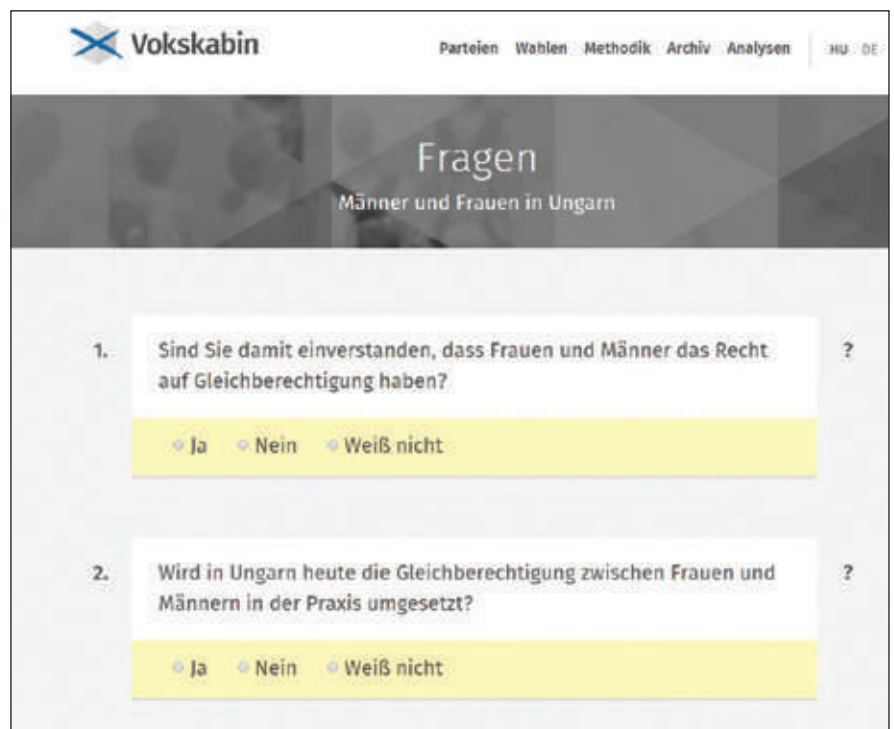 Vokskabin
Parteien Wahlen Methodik Archiv Analysen HU DE
Fragen
Männer und Frauen in Ungarn
1. Sind Sie damit einverstanden, dass Frauen und Männer das Recht ?
auf Gleichberechtigung haben?
Ja Nein Weiß nicht
2. Wird in Ungarn heute die Gleichberechtigung zwischen Frauen und ?
Männern in der Praxis umgesetzt?
Ja Nein Weiß nicht